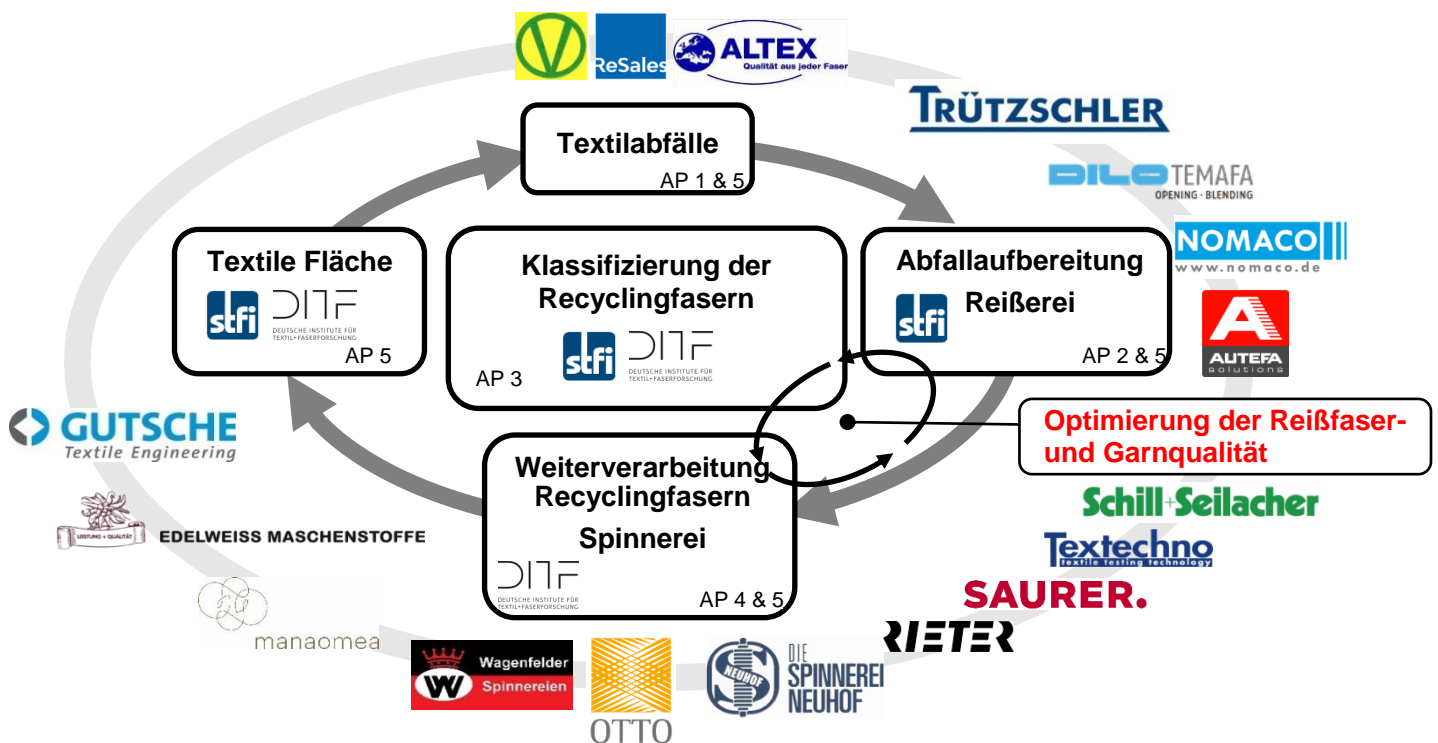 V
ReSales
ALTEX
Qualität aus jeder Faser
TRÜTZSCHLER
Textilabfälle
AP 1 & 5
DILO TEMAFA
OPENING · BLENDING
NOMACO
www.nomaco.de
Textile Fläche
stfi
DITF
DEUTSCHE INSTITUTE FÜR
TEXTIL+FASERFORSCHUNG
AP 5
Klassifizierung der
Recyclingfasern
stfi
DITF
DEUTSCHE INSTITUTE FÜR
TEXTIL+FASERFORSCHUNG
AP 3
Abfallaufbereitung
Reißerei
stfi
AP 2 & 5
A
AUTEFA
solutions
GUTSCHE
Textile Engineering
Optimierung der Reißfaser-
und Garnqualität
Weiterverarbeitung
Recyclingfasern
Spinnerei
DITF
DEUTSCHE INSTITUTE FÜR
TEXTIL+FASERFORSCHUNG
AP 4 & 5
Schill+Seilacher
Textechno
textile testing technology
LEISTUNG + QUALITÄT
EDELWEISS MASCHENSTOFFE
SAURER.
RIETER
manaomea
W
Wagenfelder
Spinnereien
OTTO
NEUHOF
DIE
SPINNEREI
NEUHOF